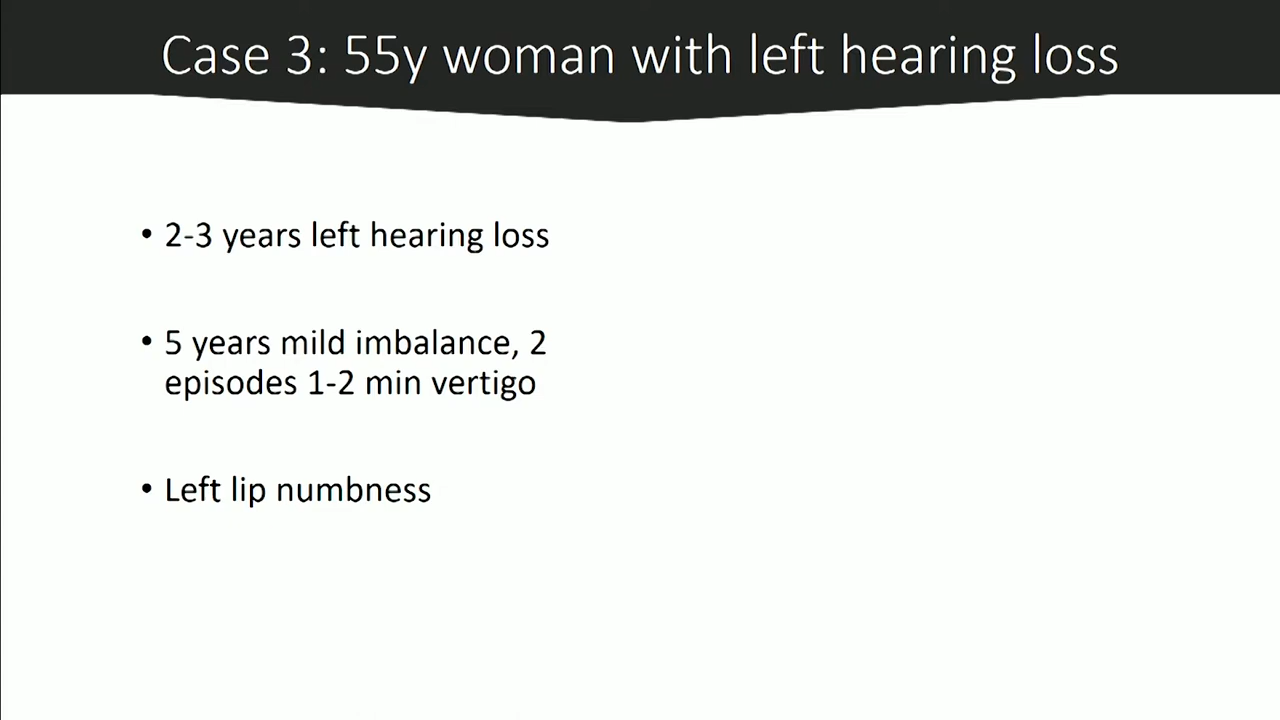 Case 3: 55y woman with left hearing loss
• 2-3 years left hearing loss
• 5 years mild imbalance, 2
episodes 1-2 min vertigo
• Left lip numbness